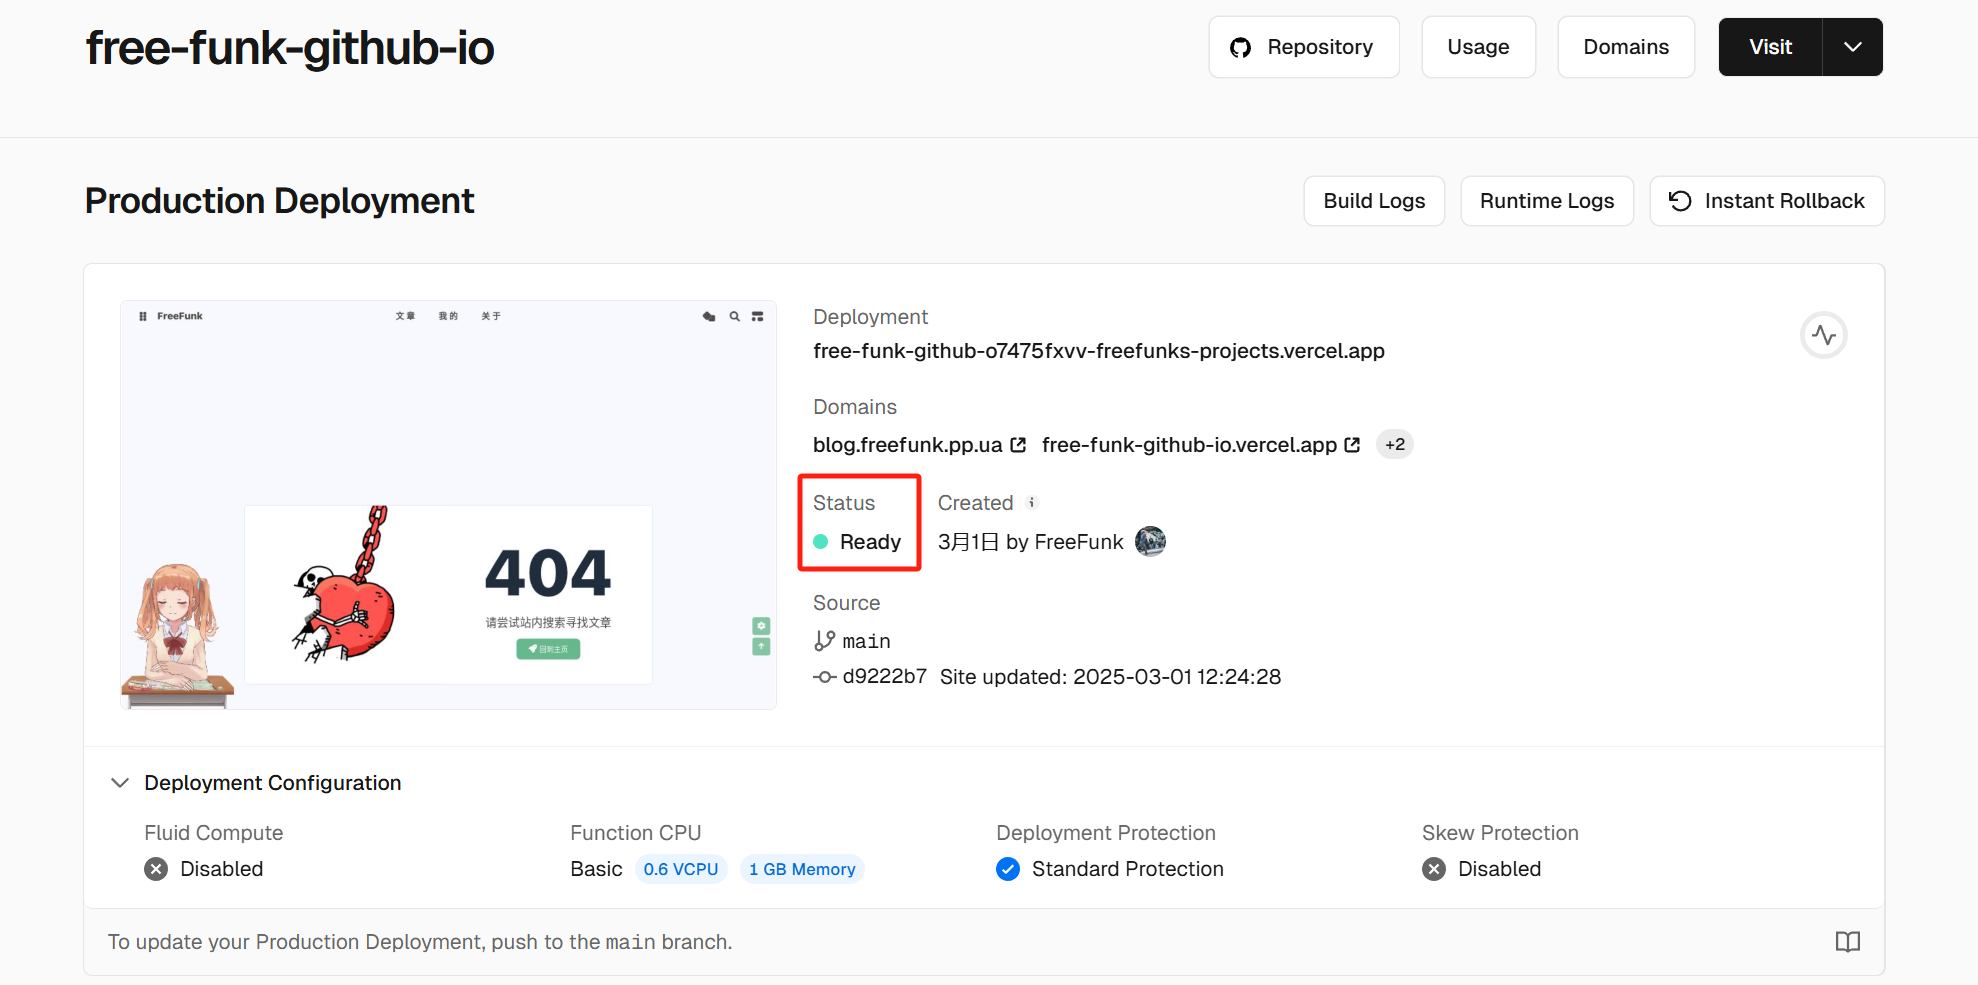 free-funk-github-io
Repository
Usage
Domains
Visit
Production Deployment
Build Logs
Runtime Logs
Instant Rollback
FreeFunk
文章
我的
关于
404
请尝试站内搜索寻找文章
回到主页
Deployment
free-funk-github-o7475fxvv-freefunks-projects.vercel.app
Domains
blog.freefunk.pp.ua free-funk-github-io.vercel.app +2
Status
Ready
Created
3月1日 by FreeFunk
Source
main
d9222b7 Site updated: 2025-03-01 12:24:28
Deployment Configuration
Fluid Compute
Disabled
Function CPU
Basic 0.6 VCPU 1 GB Memory
Deployment Protection
Standard Protection
Skew Protection
Disabled
To update your Production Deployment, push to the main branch.